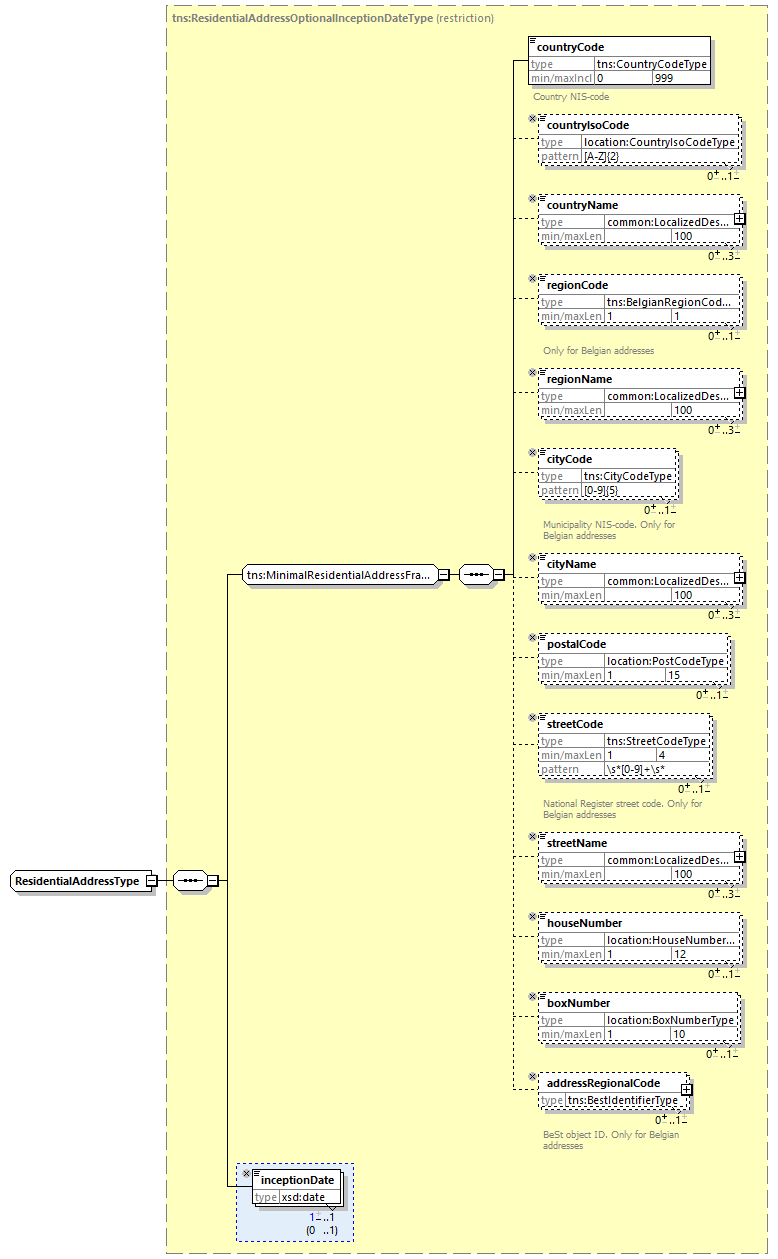 tns:ResidentialAddressOptionalInceptionDateType (restriction)
countryCode
type tns:CountryCodeType
min/maxIncl 0 999
Country NIS-code
countryIsoCode
type location:CountryIsoCodeType
pattern [A-Z]{2}
0..1
countryName
type common:LocalizedDes...
min/maxLen 100
0..3
regionCode
type tns:BelgianRegionCod...
min/maxLen 1 1
0..1
Only for Belgian addresses
regionName
type common:LocalizedDes...
min/maxLen 100
0..3
cityCode
type tns:CityCodeType
pattern [0-9]{5}
0..1
Municipality NIS-code. Only for
Belgian addresses
tns:MinimalResidentialAddressFra...
cityName
type common:LocalizedDes...
min/maxLen 100
0..3
postalCode
type location:PostCodeType
min/maxLen 1 15
0..1
streetCode
type tns:StreetCodeType
min/maxLen 1 4
pattern \s*[0-9]+\s*
0..1
National Register street code. Only for
Belgian addresses
streetName
type common:LocalizedDes...
min/maxLen 100
0..3
ResidentialAddressType
houseNumber
type location:HouseNumber...
min/maxLen 1 12
0..1
boxNumber
type location:BoxNumberType
min/maxLen 1 10
0..1
addressRegionalCode
type tns:BestIdentifierType
0..1
BeSt object ID. Only for Belgian
addresses
inceptionDate
type xsd:date
1..1
(0 ..1)